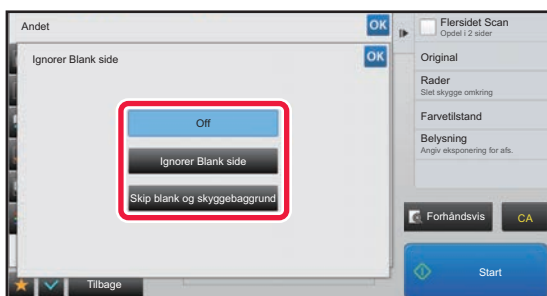 Andet
OK
Ignorer Blank side
OK
Off
Ignorer Blank side
Skip blank og skyggebaggrund
Tilbage
Flersidet Scan
Opdel i 2 sider
Original
Rader
Slet skygge omkring
Farvetilstand
Belysning
Angiv eksponering for afs.
Forhåndsvis
CA
Start